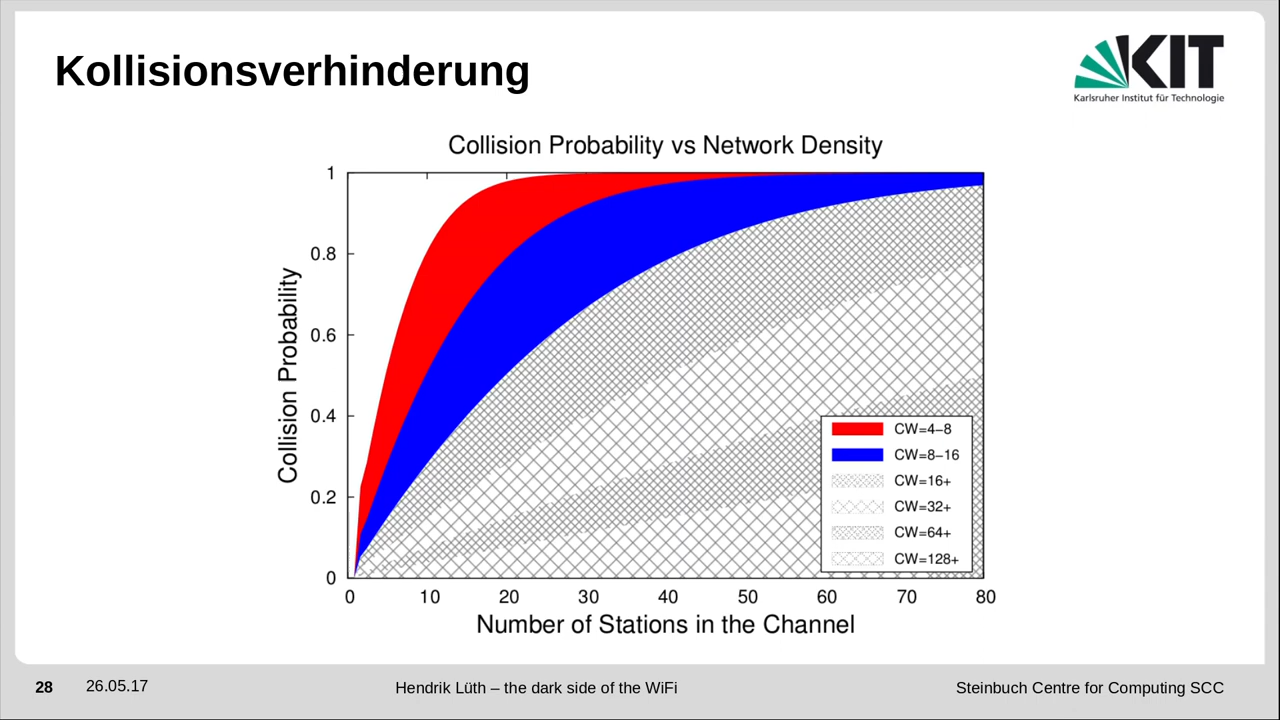 Kollisionsverhinderung
KIT
Karlsruher Institut für Technologie
Collision Probability vs Network Density
1
0.8
0.6
0.4
0.2
0
Collision Probability
CW=4–8
CW=8–16
CW=16+
CW=32+
CW=64+
CW=128+
0 10 20 30 40 50 60 70 80
Number of Stations in the Channel
28 26.05.17 Hendrik Lüth – the dark side of the WiFi Steinbuch Centre for Computing SCC